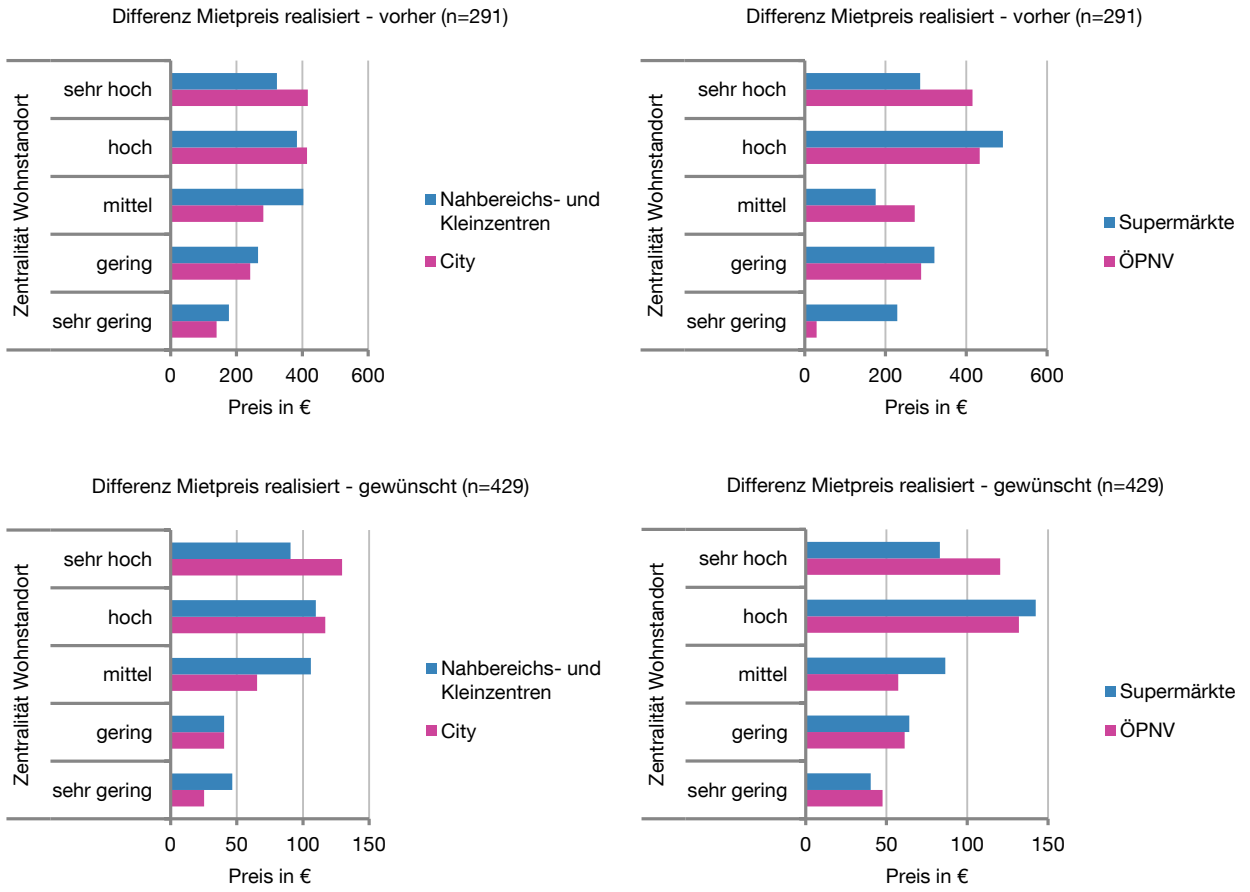 Differenz Mietpreis realisiert - vorher (n=291)
Zentralität Wohnstandort
sehr hoch
hoch
mittel
gering
sehr gering
0 200 400 600
Preis in €
Nahbereichs- und
Kleinzentren
City
Differenz Mietpreis realisiert - vorher (n=291)
Zentralität Wohnstandort
sehr hoch
hoch
mittel
gering
sehr gering
0 200 400 600
Preis in €
Supermärkte
ÖPNV
Differenz Mietpreis realisiert - gewünscht (n=429)
Zentralität Wohnstandort
sehr hoch
hoch
mittel
gering
sehr gering
0 50 100 150
Preis in €
Nahbereichs- und
Kleinzentren
City
Differenz Mietpreis realisiert - gewünscht (n=429)
Zentralität Wohnstandort
sehr hoch
hoch
mittel
gering
sehr gering
0 50 100 150
Preis in €
Supermärkte
ÖPNV